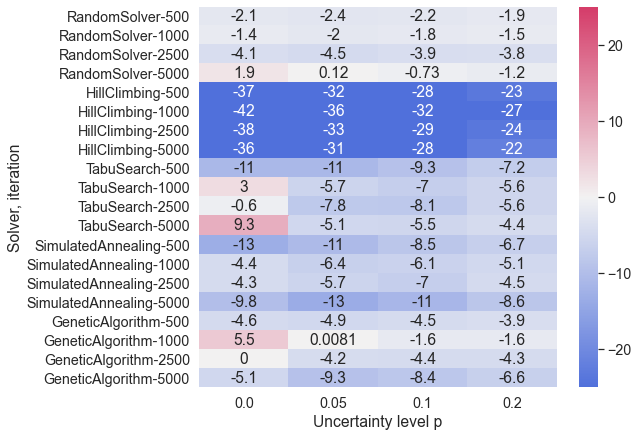 RandomSolver-500 -2.1 -2.4 -2.2 -1.9
RandomSolver-1000 -1.4 -2 -1.8 -1.5
RandomSolver-2500 -4.1 -4.5 -3.9 -3.8
RandomSolver-5000 1.9 0.12 -0.73 -1.2
HillClimbing-500 -37 -32 -28 -23
HillClimbing-1000 -42 -36 -32 -27
HillClimbing-2500 -38 -33 -29 -24
HillClimbing-5000 -36 -31 -28 -22
TabuSearch-500 -11 -11 -9.3 -7.2
TabuSearch-1000 3 -5.7 -7 -5.6
TabuSearch-2500 -0.6 -7.8 -8.1 -5.6
TabuSearch-5000 9.3 -5.1 -5.5 -4.4
SimulatedAnnealing-500 -13 -11 -8.5 -6.7
SimulatedAnnealing-1000 -4.4 -6.4 -6.1 -5.1
SimulatedAnnealing-2500 -4.3 -5.7 -7 -4.5
SimulatedAnnealing-5000 -9.8 -13 -11 -8.6
GeneticAlgorithm-500 -4.6 -4.9 -4.5 -3.9
GeneticAlgorithm-1000 5.5 0.0081 -1.6 -1.6
GeneticAlgorithm-2500 0 -4.2 -4.4 -4.3
GeneticAlgorithm-5000 -5.1 -9.3 -8.4 -6.6
0.0 0.05 0.1 0.2
Uncertainty level p
Solver, iteration
20
10
0
−10
−20